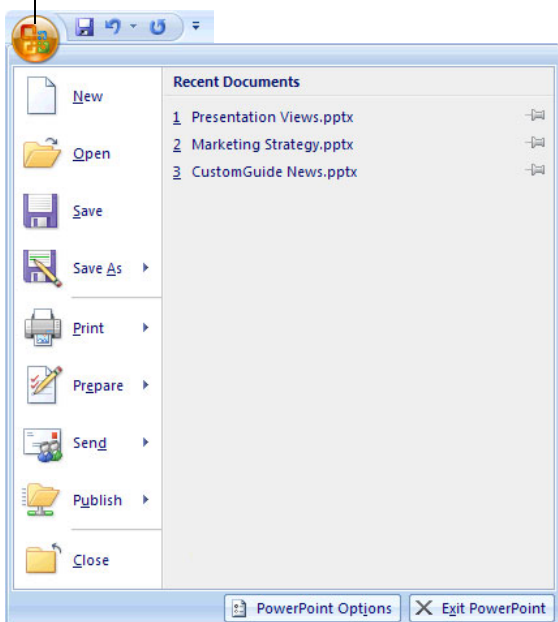 New
Open
Save
Save As
Print
Prepare
Send
Publish
Close
Recent Documents
1 Presentation Views.pptx
2 Marketing Strategy.pptx
3 CustomGuide News.pptx
PowerPoint Options
Exit PowerPoint